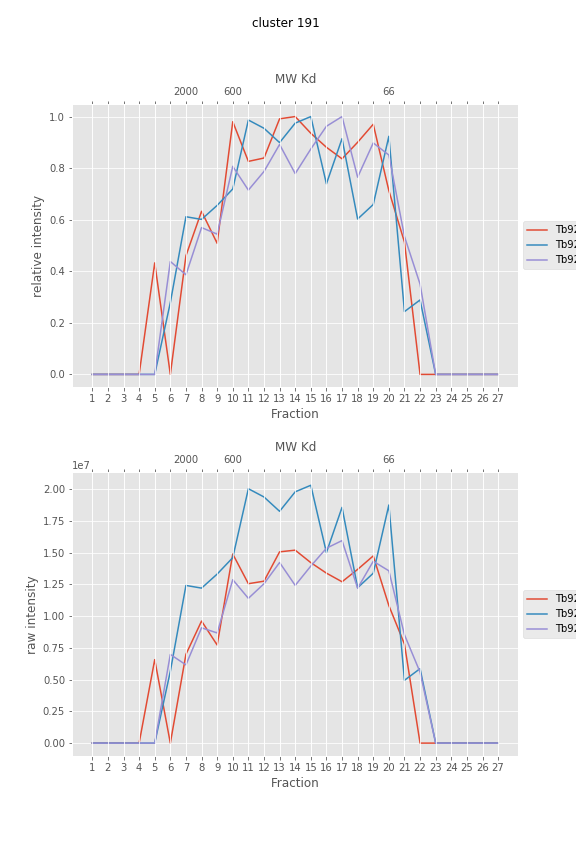 cluster 191
MW Kd
2000 600 66
1.0
0.8
0.6
0.4
0.2
0.0
relative intensity
Tb92
Tb92
Tb92
1 2 3 4 5 6 7 8 9 10 11 12 13 14 15 16 17 18 19 20 21 22 23 24 25 26 27
Fraction
MW Kd
2000 600 66
1e7
2.00
1.75
1.50
1.25
1.00
0.75
0.50
0.25
0.00
raw intensity
Tb92
Tb92
Tb92
1 2 3 4 5 6 7 8 9 10 11 12 13 14 15 16 17 18 19 20 21 22 23 24 25 26 27
Fraction